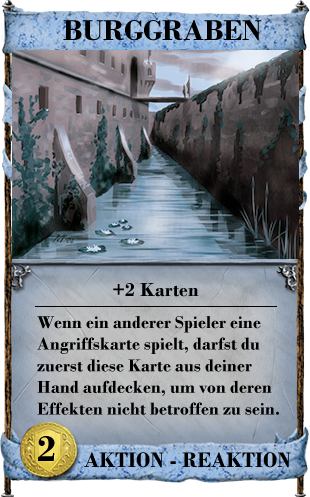 BURGGRABEN
+2 Karten
Wenn ein anderer Spieler eine
Angriffskarte spielt, darfst du
zuerst diese Karte aus deiner
Hand aufdecken, um von deren
Effekten nicht betroffen zu sein.
2 AKTION - REAKTION